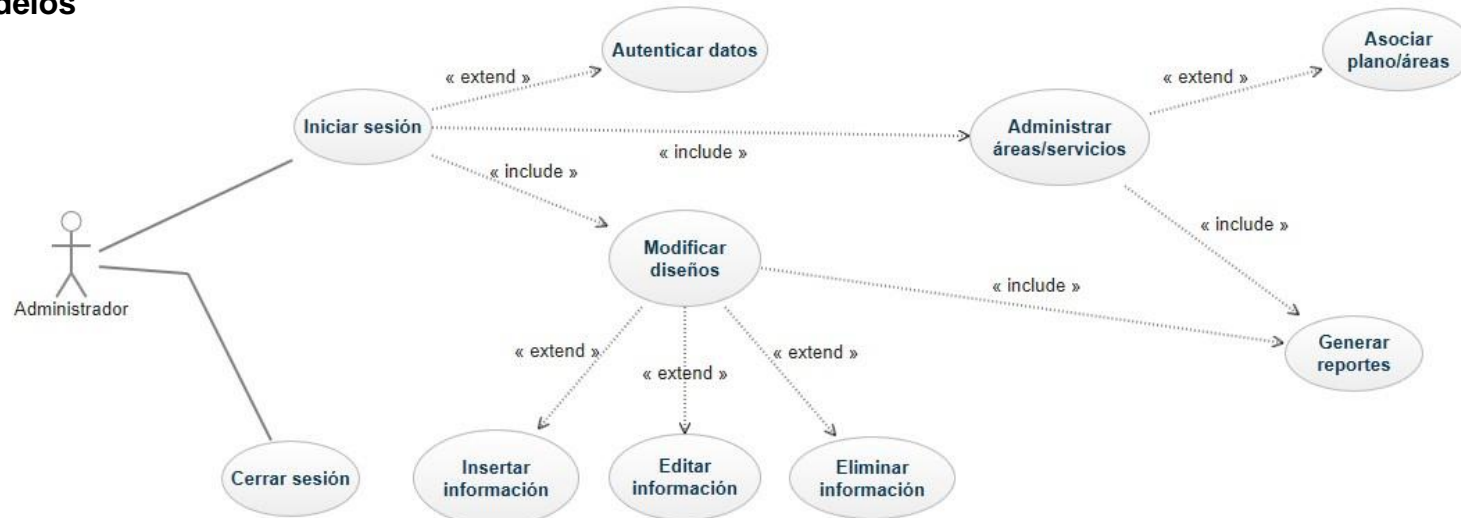 delos
Autenticar datos
Asociar
plano/áreas
« extend »
« extend »
Iniciar sesión
Administrar
áreas/servicios
« include »
« include »
« include »
Modificar
diseños
« include »
Administrador
Generar
reportes
« extend »
« extend »
« extend »
Cerrar sesión
Insertar
información
Editar
información
Eliminar
información